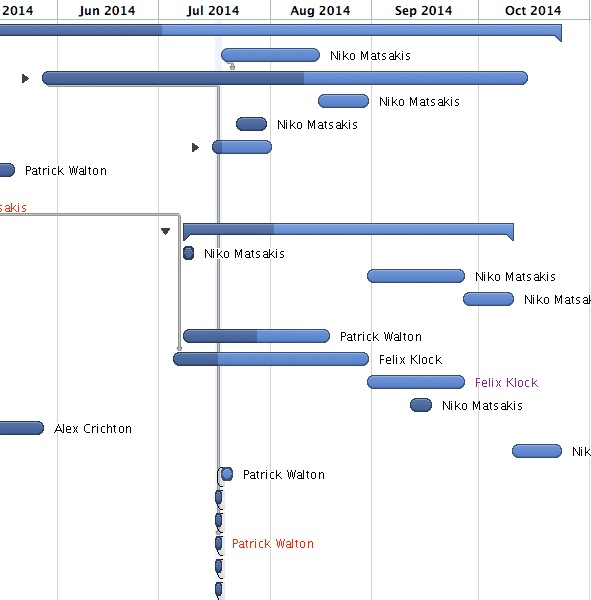 2014 Jun 2014 Jul 2014 Aug 2014 Sep 2014 Oct 2014
Niko Matsakis
Niko Matsakis
Niko Matsakis
Patrick Walton
sakis
Niko Matsakis
Niko Matsakis
Niko Matsa
Patrick Walton
Felix Klock
Felix Klock
Niko Matsakis
Alex Crichton
Nik
Patrick Walton
Patrick Walton